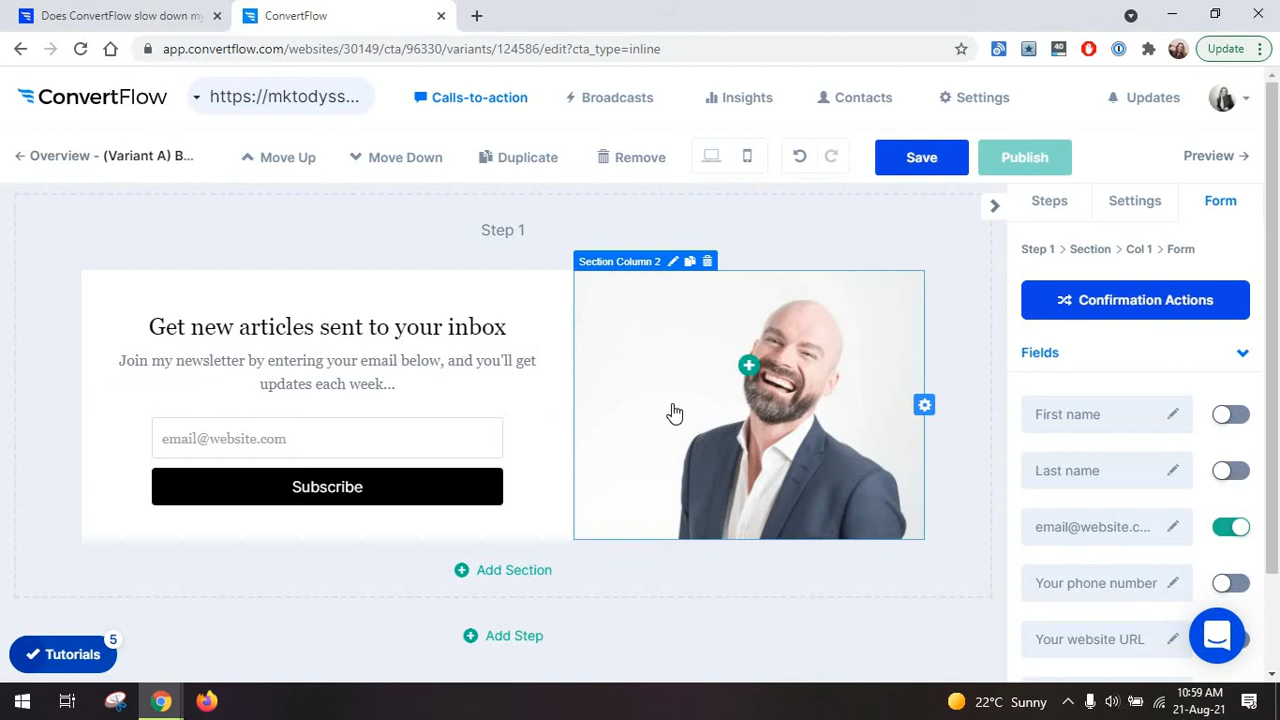 Does ConvertFlow slow down my
ConvertFlow
app.convertflow.com/websites/30149/cta/96330/variants/124586/edit?cta_type=inline
40
Update
ConvertFlow
https://mktodyss...
Calls-to-action
Broadcasts
Insights
Contacts
Settings
Updates
Overview - (Variant A) B...
Move Up
Move Down
Duplicate
Remove
Save
Publish
Preview
Steps
Settings
Form
Step 1
Step 1 > Section > Col 1 > Form
Section Column 2
Confirmation Actions
Get new articles sent to your inbox
Join my newsletter by entering your email below, and you'll get
updates each week...
email@website.com
Subscribe
Fields
First name
Last name
email@website.c...
Your phone number
Your website URL
Add Section
Add Step
Tutorials
5
22°C Sunny
10:59 AM
21-Aug-21